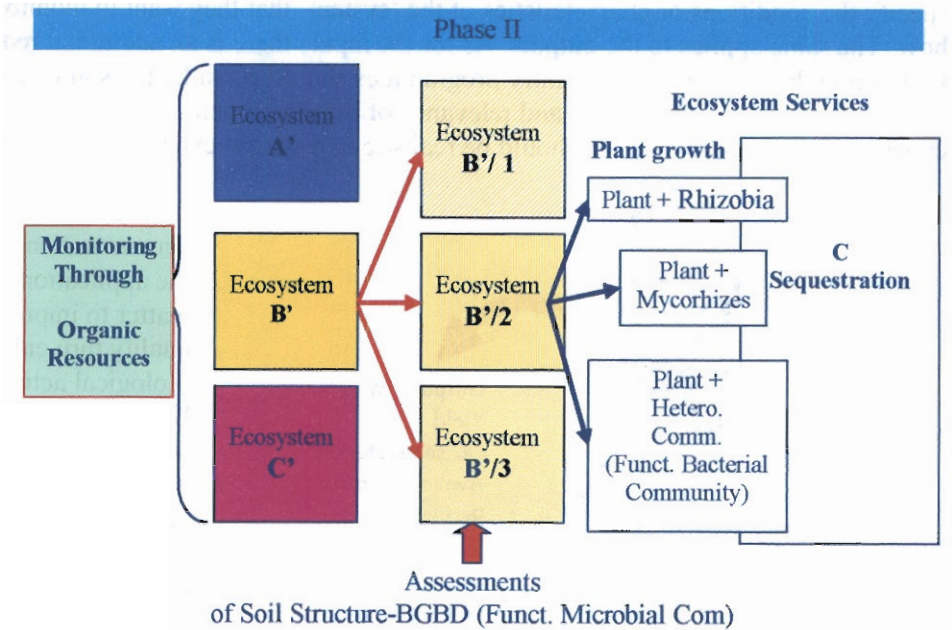 Phase II
Monitoring
Through
Organic
Resources
Ecosystem
A'
Ecosystem
B'
Ecosystem
C'
Ecosystem
B'/ 1
Ecosystem
B'/2
Ecosystem
B'/3
Ecosystem Services
Plant growth
Plant + Rhizobia
Plant +
Mycorhizes
Plant +
Hetero.
Comm.
(Funct. Bacterial
Community)
C
Sequestration
Assessments
of Soil Structure-BGBD (Funct. Microbial Com)